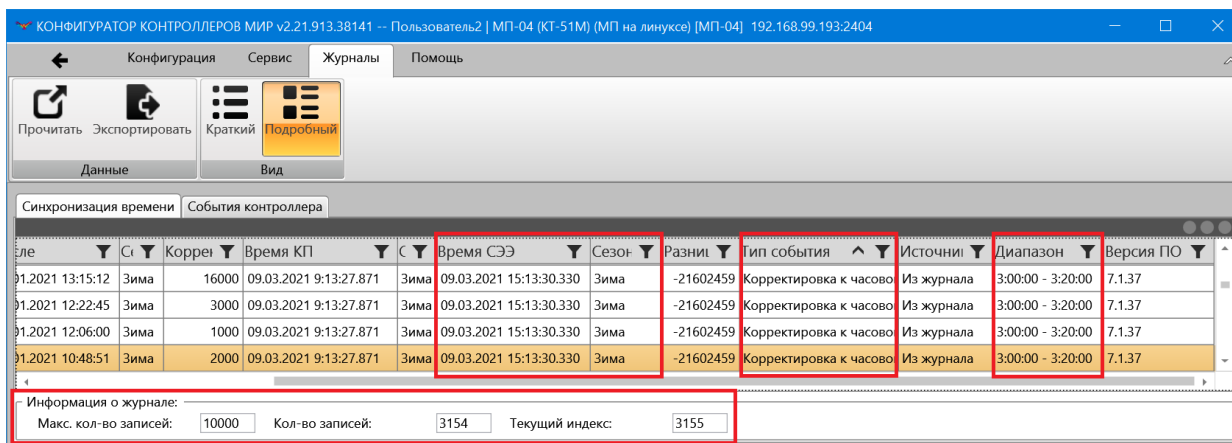 КОНФИГУРАТОР КОНТРОЛЛЕРОВ МИР v2.21.913.38141 -- Пользователь2 | МП-04 (КТ-51М) (МП на линуксе) [МП-04] 192.168.99.193:2404
Конфигурация Сервис Журналы Помощь
Прочитать Экспортировать Краткий Подробный
Данные Вид
Синхронизация времени События контроллера
Время КП Время СЭЭ Сезон Разниц Тип события Источни Диапазон Версия ПО
01.2021 13:15:12 Зима 16000 09.03.2021 9:13:27.871 Зима 09.03.2021 15:13:30.330 Зима -21602459 Корректировка к часово Из журнала 3:00:00 - 3:20:00 7.1.37
01.2021 12:22:45 Зима 3000 09.03.2021 9:13:27.871 Зима 09.03.2021 15:13:30.330 Зима -21602459 Корректировка к часово Из журнала 3:00:00 - 3:20:00 7.1.37
01.2021 12:06:00 Зима 1000 09.03.2021 9:13:27.871 Зима 09.03.2021 15:13:30.330 Зима -21602459 Корректировка к часово Из журнала 3:00:00 - 3:20:00 7.1.37
01.2021 10:48:51 Зима 2000 09.03.2021 9:13:27.871 Зима 09.03.2021 15:13:30.330 Зима -21602459 Корректировка к часово Из журнала 3:00:00 - 3:20:00 7.1.37
Информация о журнале:
Макс. кол-во записей: 10000 Кол-во записей: 3154 Текущий индекс: 3155